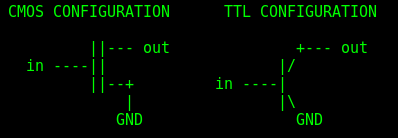 CMOS CONFIGURATION      TTL CONFIGURATION
         ||--- out              +--- out
  in ----||                   |/
         ||--+         in ----|
             |                |\
            GND                 GND